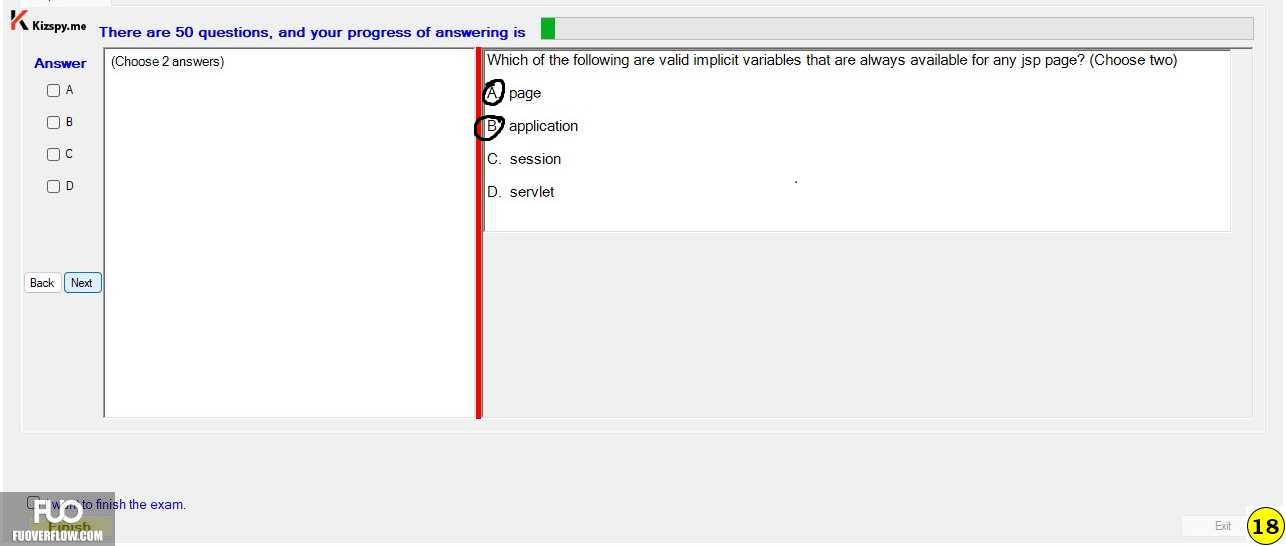 Kizspy.me
There are 50 questions, and your progress of answering is
Answer
A
B
C
D
Back Next
(Choose 2 answers)
Which of the following are valid implicit variables that are always available for any jsp page? (Choose two)
A. page
B. application
C. session
D. servlet
I want to finish the exam.
Finish
FUO
FUOVERFLOW.COM
Exit
18